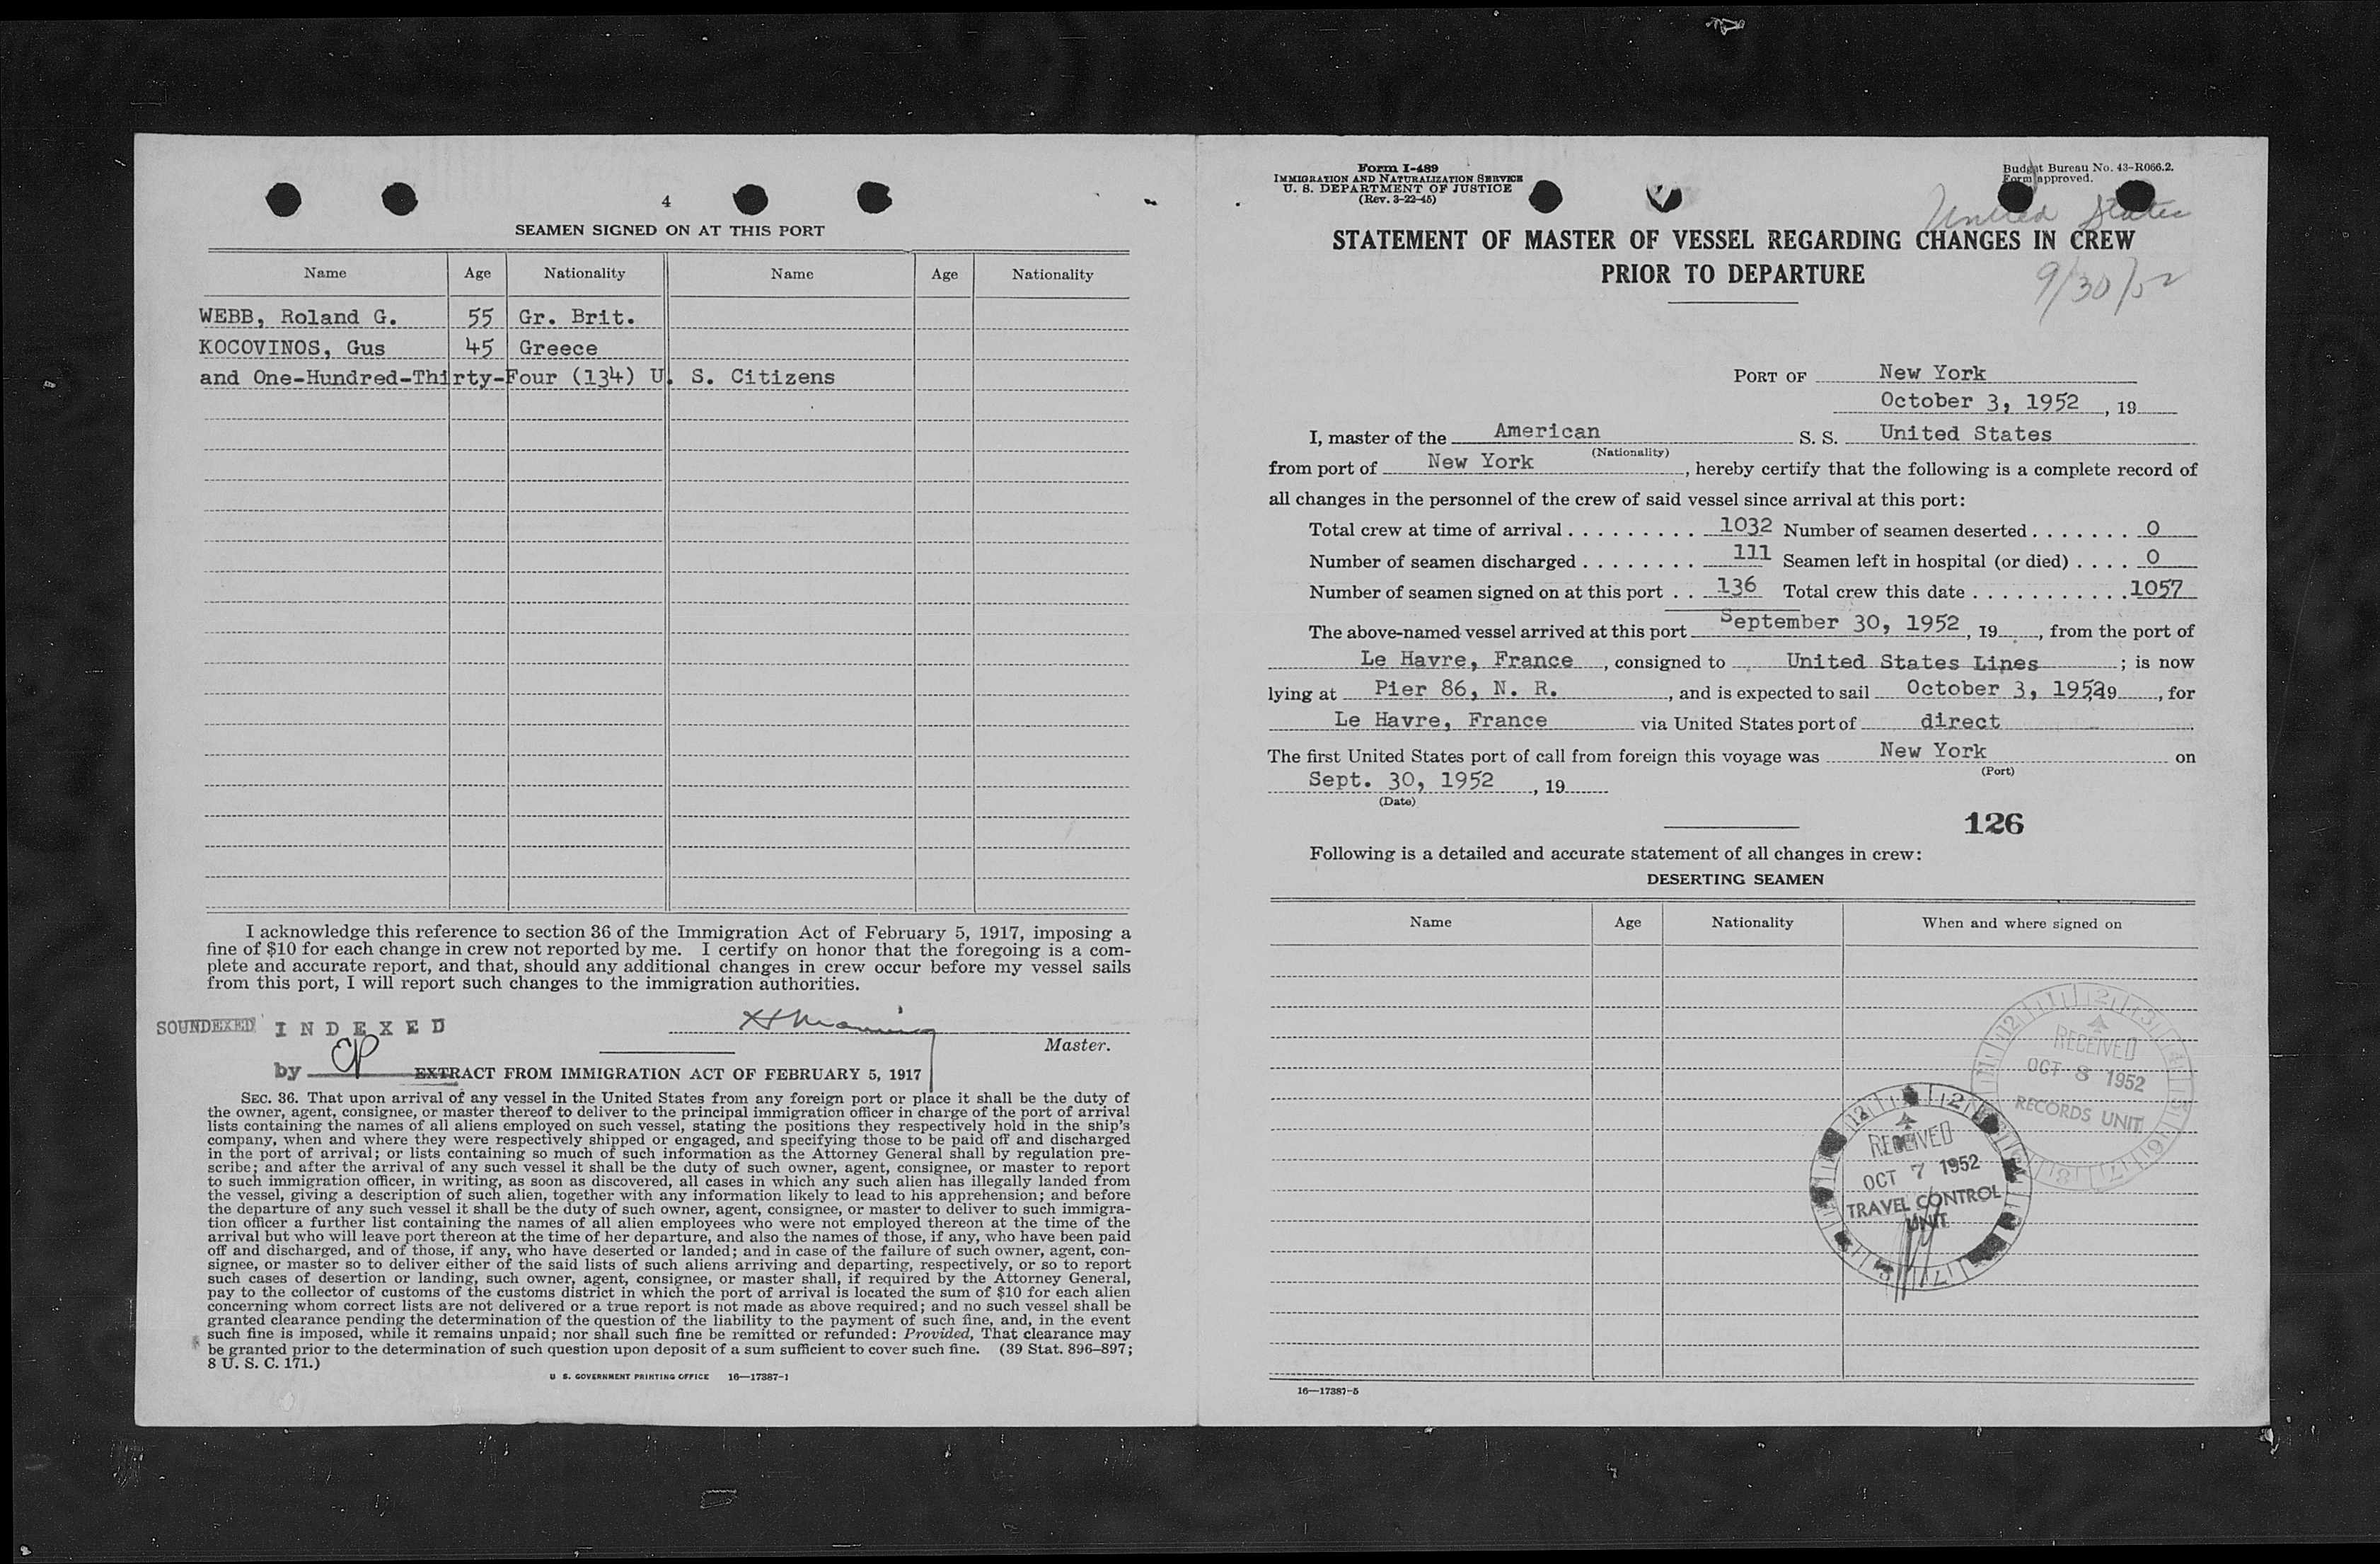 4
SEAMEN SIGNED ON AT THIS PORT
Name Age Nationality Name Age Nationality
WEBB, Roland G. 55 Gr. Brit.
KOCOVINOS, Gus 45 Greece
and One-Hundred-Thirty-Four (134) U. S. Citizens
I acknowledge this reference to section 36 of the Immigration Act of February 5, 1917, imposing a
fine of $10 for each change in crew not reported by me. I certify on honor that the foregoing is a com-
plete and accurate report, and that, should any additional changes in crew occur before my vessel sails
from this port, I will report such changes to the immigration authorities.
SOUNDEXED INDEXED
HManning
Master.
by CP
EXTRACT FROM IMMIGRATION ACT OF FEBRUARY 5, 1917
SEC. 36. That upon arrival of any vessel in the United States from any foreign port or place it shall be the duty of
the owner, agent, consignee, or master thereof to deliver to the principal immigration officer in charge of the port of arrival
lists containing the names of all aliens employed on such vessel, stating the positions they respectively hold in the ship's
company, when and where they were respectively shipped or engaged, and specifying those to be paid off and discharged
in the port of arrival; or lists containing so much of such information as the Attorney General shall by regulation pre-
scribe; and after the arrival of any such vessel it shall be the duty of such owner, agent, consignee, or master to report
to such immigration officer, in writing, as soon as discovered, all cases in which any such alien has illegally landed from
the vessel, giving a description of such alien, together with any information likely to lead to his apprehension; and before
the departure of any such vessel it shall be the duty of such owner, agent, consignee, or master to deliver to such immigra-
tion officer a further list containing the names of all alien employees who were not employed thereon at the time of the
arrival but who will leave port thereon at the time of her departure, and also the names of those, if any, who have been paid
off and discharged, and of those, if any, who have deserted or landed; and in case of the failure of such owner, agent, con-
signee, or master so to deliver either of the said lists of such aliens arriving and departing, respectively, or so to report
such cases of desertion or landing, such owner, agent, consignee, or master shall, if required by the Attorney General,
pay to the collector of customs of the customs district in which the port of arrival is located the sum of $10 for each alien
concerning whom correct lists are not delivered or a true report is not made as above required; and no such vessel shall be
granted clearance pending the determination of the question of the liability to the payment of such fine, and, in the event
such fine is imposed, while it remains unpaid; nor shall such fine be remitted or refunded: Provided, That clearance may
be granted prior to the determination of such question upon deposit of a sum sufficient to cover such fine. (39 Stat. 896–897;
8 U. S. C. 171.)
U S. GOVERNMENT PRINTING OFFICE 16—17387-1
Form I-489
IMMIGRATION AND NATURALIZATION SERVICE
U. S. DEPARTMENT OF JUSTICE
(Rev. 3-22-45)
Budget Bureau No. 43–R066.2.
Form approved.
United States
STATEMENT OF MASTER OF VESSEL REGARDING CHANGES IN CREW
PRIOR TO DEPARTURE
9/30/52
PORT OF New York
October 3, 1952, 19
I, master of the American S. S. United States
(Nationality)
from port of New York, hereby certify that the following is a complete record of
all changes in the personnel of the crew of said vessel since arrival at this port:
Total crew at time of arrival . . . . . . . . . 1032 Number of seamen deserted . . . . . . . 0
Number of seamen discharged . . . . . . . . 111 Seamen left in hospital (or died) . . . . 0
Number of seamen signed on at this port . . 136 Total crew this date . . . . . . . . . . . 1057
The above-named vessel arrived at this port September 30, 1952, 19, from the port of
Le Havre, France, consigned to United States Lines; is now
lying at Pier 86, N. R., and is expected to sail October 3, 1952, 19, for
Le Havre, France via United States port of direct
The first United States port of call from foreign this voyage was New York on
(Port)
Sept. 30, 1952, 19
(Date)
126
Following is a detailed and accurate statement of all changes in crew:
DESERTING SEAMEN
Name Age Nationality When and where signed on
RECEIVED
OCT 8 1952
RECORDS UNIT
RECEIVED
OCT 7 1952
TRAVEL CONTROL
UNIT
16—17387-5